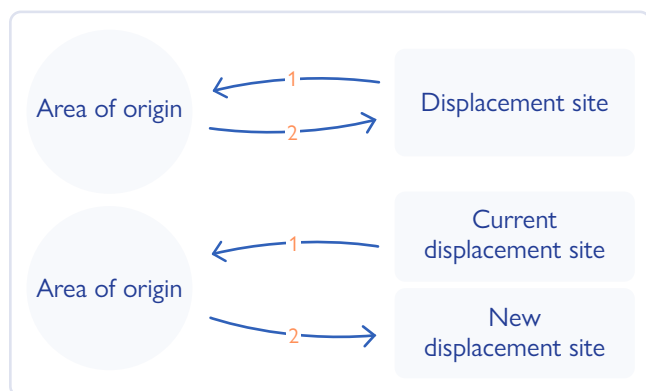 1
Area of origin
Displacement site
2
Current
displacement site
1
Area of origin
New
displacement site
2